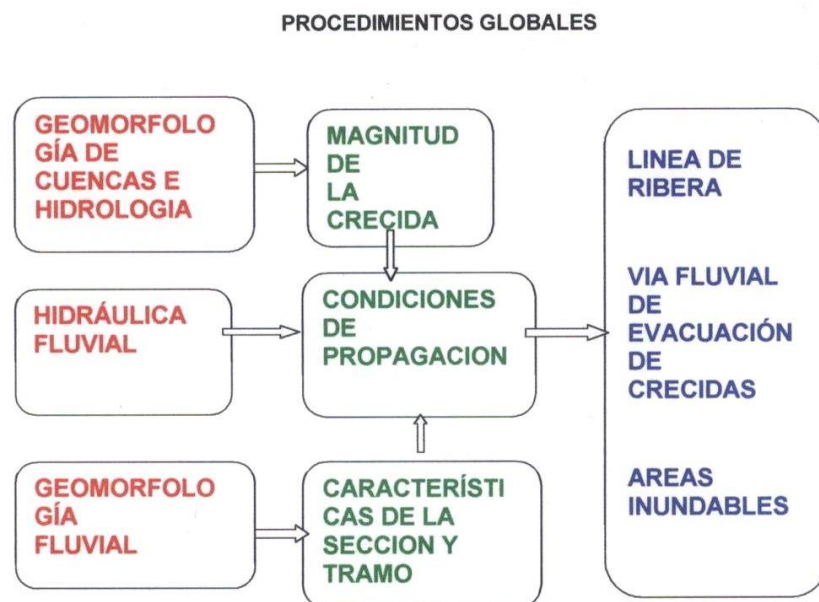 PROCEDIMIENTOS GLOBALES
GEOMORFOLO
GÍA DE
CUENCAS E
HIDROLOGIA
MAGNITUD
DE
LA
CRECIDA
HIDRÁULICA
FLUVIAL
CONDICIONES
DE
PROPAGACION
GEOMORFOLO
GÍA
FLUVIAL
CARACTERÍSTI
CAS DE LA
SECCION Y
TRAMO
LINEA DE
RIBERA
VIA FLUVIAL
DE
EVACUACIÓN
DE
CRECIDAS
AREAS
INUNDABLES